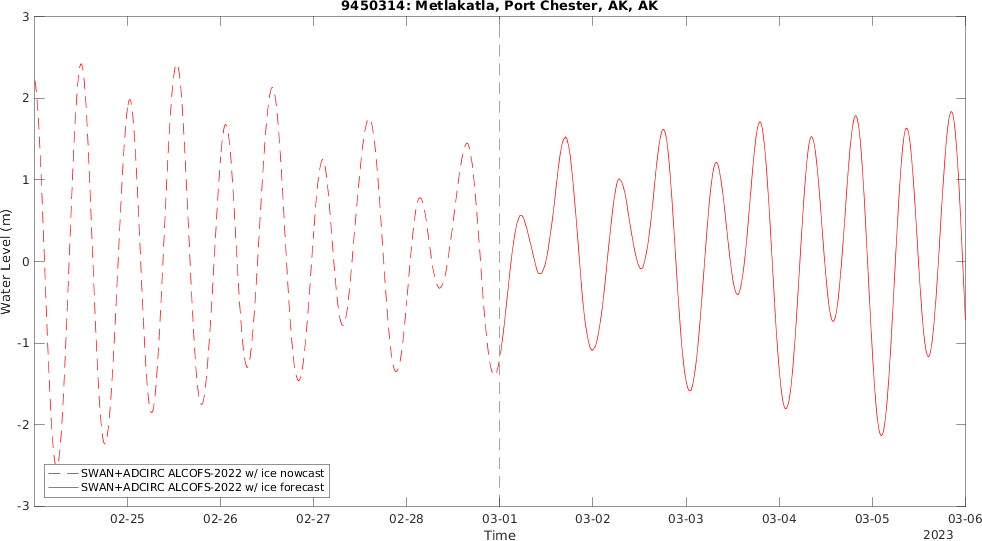 9450314: Metlakatla, Port Chester, AK, AK
3
2
1
0
-1
-2
-3
Water Level (m)
SWAN+ADCIRC ALCOFS-2022 w/ ice nowcast
SWAN+ADCIRC ALCOFS-2022 w/ ice forecast
02-25 02-26 02-27 02-28 03-01 03-02 03-03 03-04 03-05 03-06
Time
2023